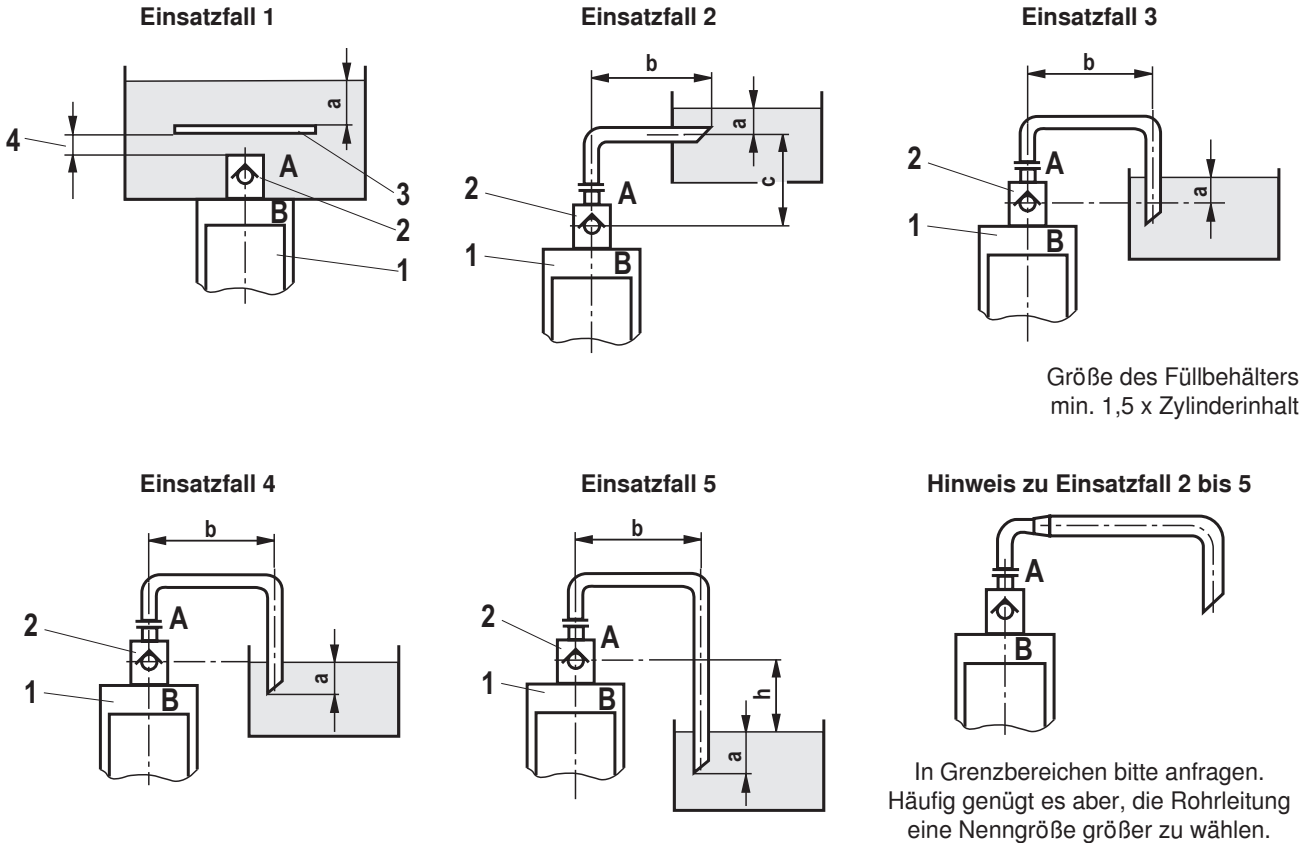 Einsatzfall 1
a
4
A
3
B
2
1
Einsatzfall 2
b
a
c
2
A
1
B
Einsatzfall 3
b
a
2
A
1
B
Größe des Füllbehälters
min. 1,5 x Zylinderinhalt
Einsatzfall 4
b
2
A
a
1
B
Einsatzfall 5
b
2
A
1
B
h
a
Hinweis zu Einsatzfall 2 bis 5
A
B
In Grenzbereichen bitte anfragen.
Häufig genügt es aber, die Rohrleitung
eine Nenngröße größer zu wählen.